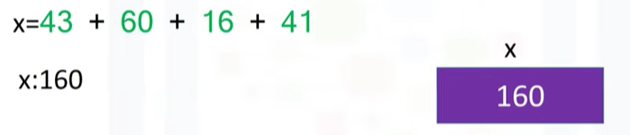 x=43 + 60 + 16 + 41
x:160
x
160